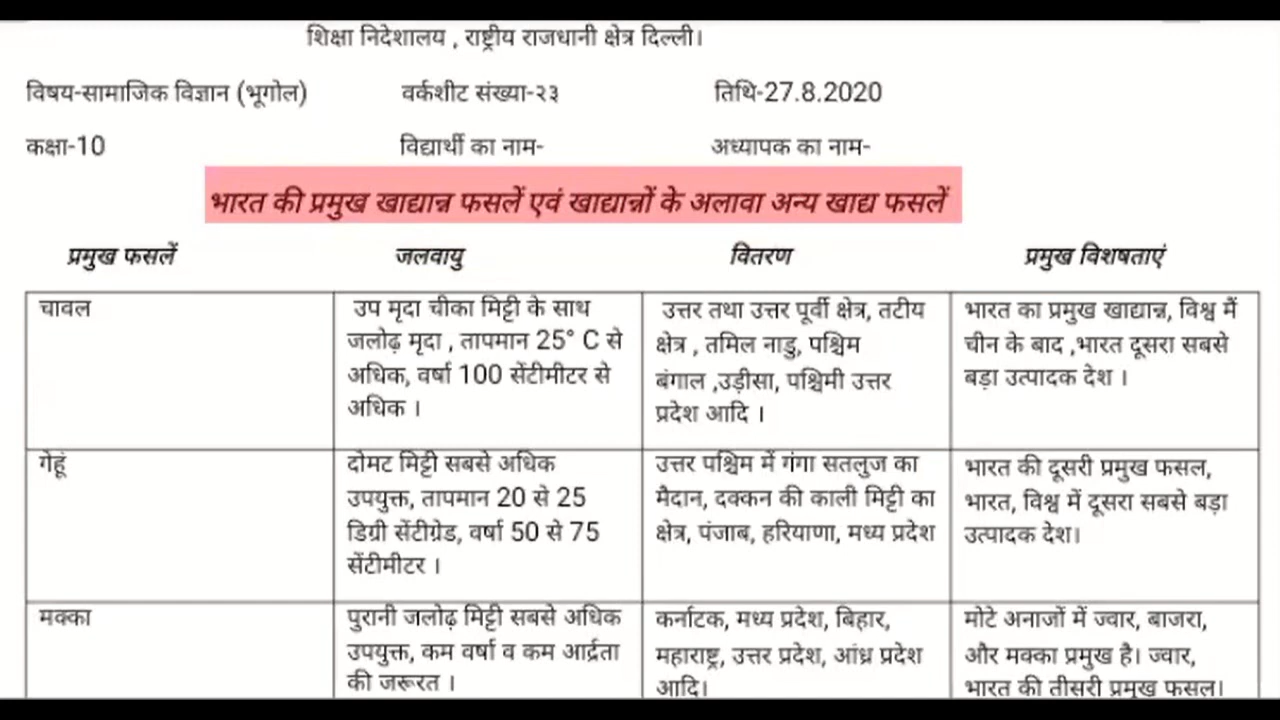 शिक्षा निदेशालय , राष्ट्रीय राजधानी क्षेत्र दिल्ली।
विषय-सामाजिक विज्ञान (भूगोल) वर्कशीट संख्या-२३ तिथि-27.8.2020
कक्षा-10 विद्यार्थी का नाम- अध्यापक का नाम-
भारत की प्रमुख खाद्यान्न फसलें एवं खाद्यान्नों के अलावा अन्य खाद्य फसलें
प्रमुख फसलें जलवायु वितरण प्रमुख विशषताएं
चावल
उप मृदा चीका मिट्टी के साथ
जलोढ़ मृदा , तापमान 25° C से
अधिक, वर्षा 100 सेंटीमीटर से
अधिक ।
उत्तर तथा उत्तर पूर्वी क्षेत्र, तटीय
क्षेत्र , तमिल नाडु, पश्चिम
बंगाल ,उड़ीसा, पश्चिमी उत्तर
प्रदेश आदि ।
भारत का प्रमुख खाद्यान्न, विश्व मैं
चीन के बाद ,भारत दूसरा सबसे
बड़ा उत्पादक देश ।
गेहूं
दोमट मिट्टी सबसे अधिक
उपयुक्त, तापमान 20 से 25
डिग्री सेंटीग्रेड, वर्षा 50 से 75
सेंटीमीटर ।
उत्तर पश्चिम में गंगा सतलुज का
मैदान, दक्कन की काली मिट्टी का
क्षेत्र, पंजाब, हरियाणा, मध्य प्रदेश
भारत की दूसरी प्रमुख फसल,
भारत, विश्व में दूसरा सबसे बड़ा
उत्पादक देश।
मक्का
पुरानी जलोढ़ मिट्टी सबसे अधिक
उपयुक्त, कम वर्षा व कम आर्द्रता
की जरूरत ।
कर्नाटक, मध्य प्रदेश, बिहार,
महाराष्ट्र, उत्तर प्रदेश, आंध्र प्रदेश
आदि।
मोटे अनाजों में ज्वार, बाजरा,
और मक्का प्रमुख है। ज्वार,
भारत की तीसरी प्रमुख फसल।